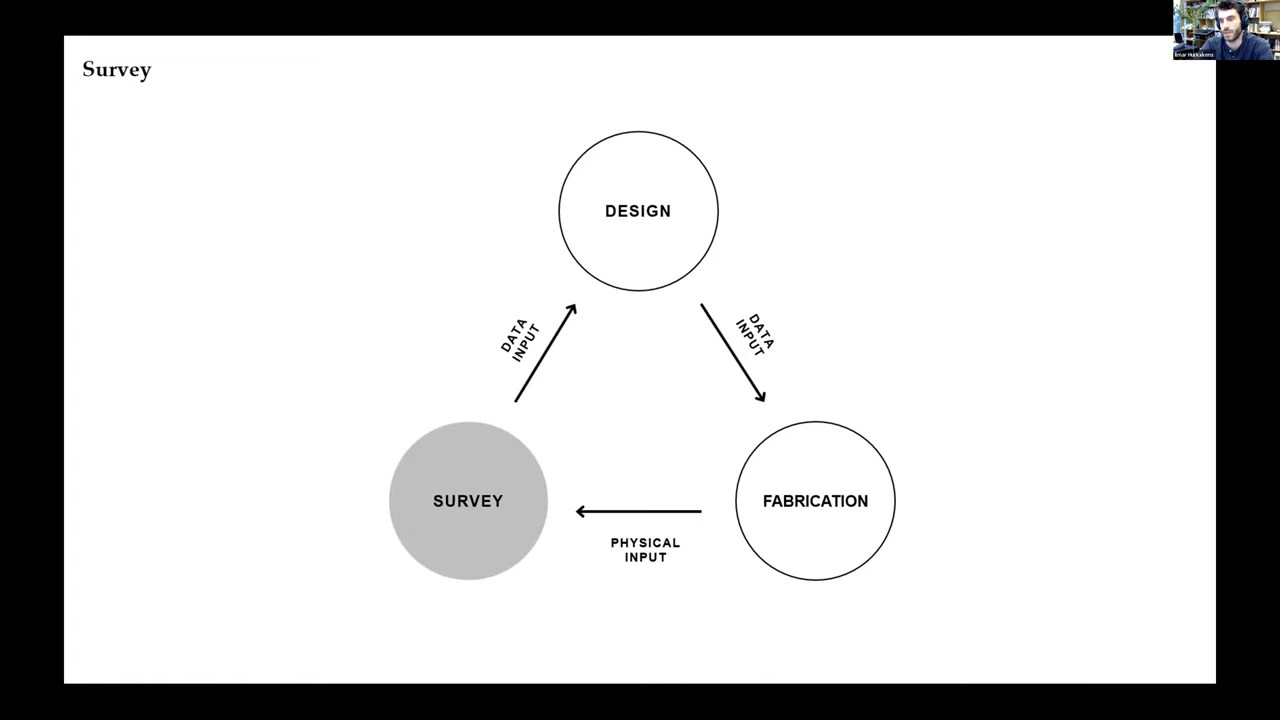 Survey
DESIGN
DATA
INPUT
DATA
INPUT
SURVEY
FABRICATION
PHYSICAL
INPUT